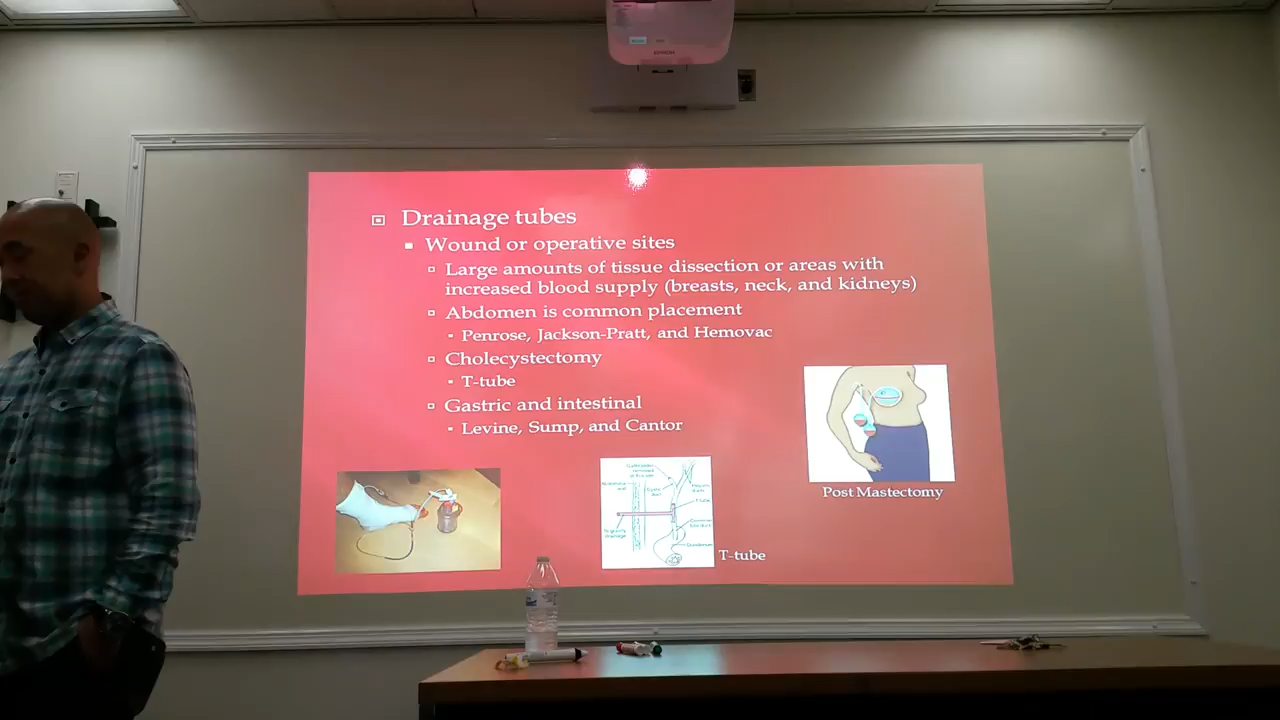 Drainage tubes
Wound or operative sites
Large amounts of tissue dissection or areas with
increased blood supply (breasts, neck, and kidneys)
Abdomen is common placement
Penrose, Jackson-Pratt, and Hemovac
Cholecystectomy
T-tube
Gastric and intestinal
Levine, Sump, and Cantor
Post Mastectomy
T-tube